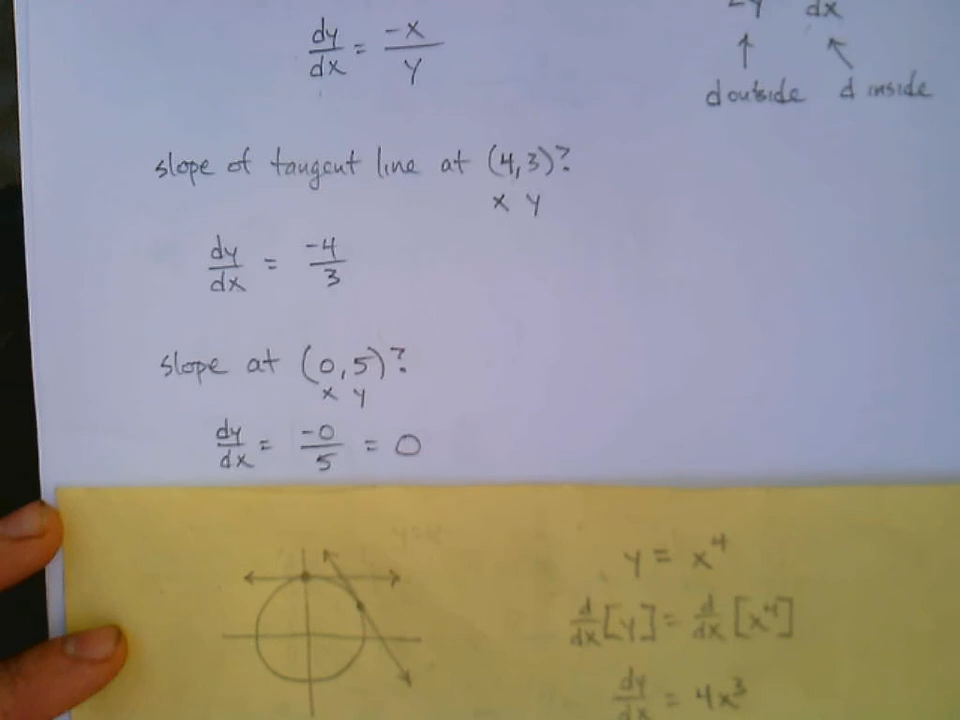 dy/dx = -x/y
2y dx
d outside d inside
slope of tangent line at (4,3)?
x y
dy/dx = -4/3
slope at (0,5)?
x y
dy/dx = -0/5 = 0
y = x^4
d/dx [y] = d/dx [x^4]
dy/dx = 4x^3